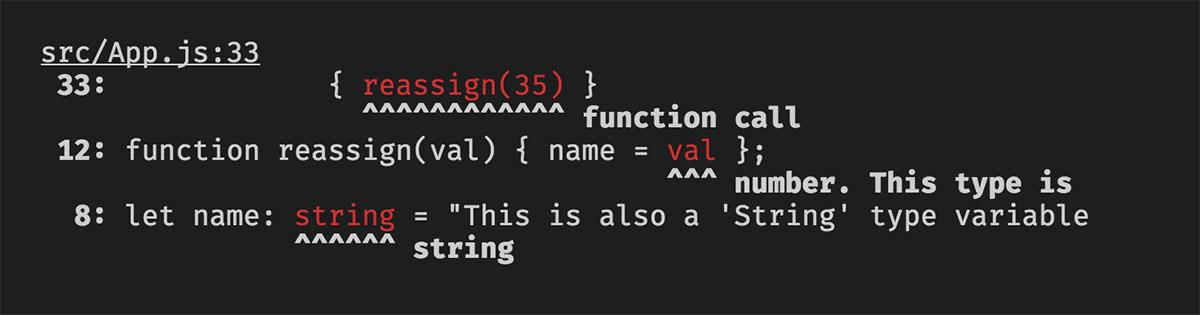 src/App.js:33
33: { reassign(35) }
^^^^^^^^^^^^ function call
12: function reassign(val) { name = val };
^^^ number. This type is
8: let name: string = "This is also a 'String' type variable
^^^^^^ string